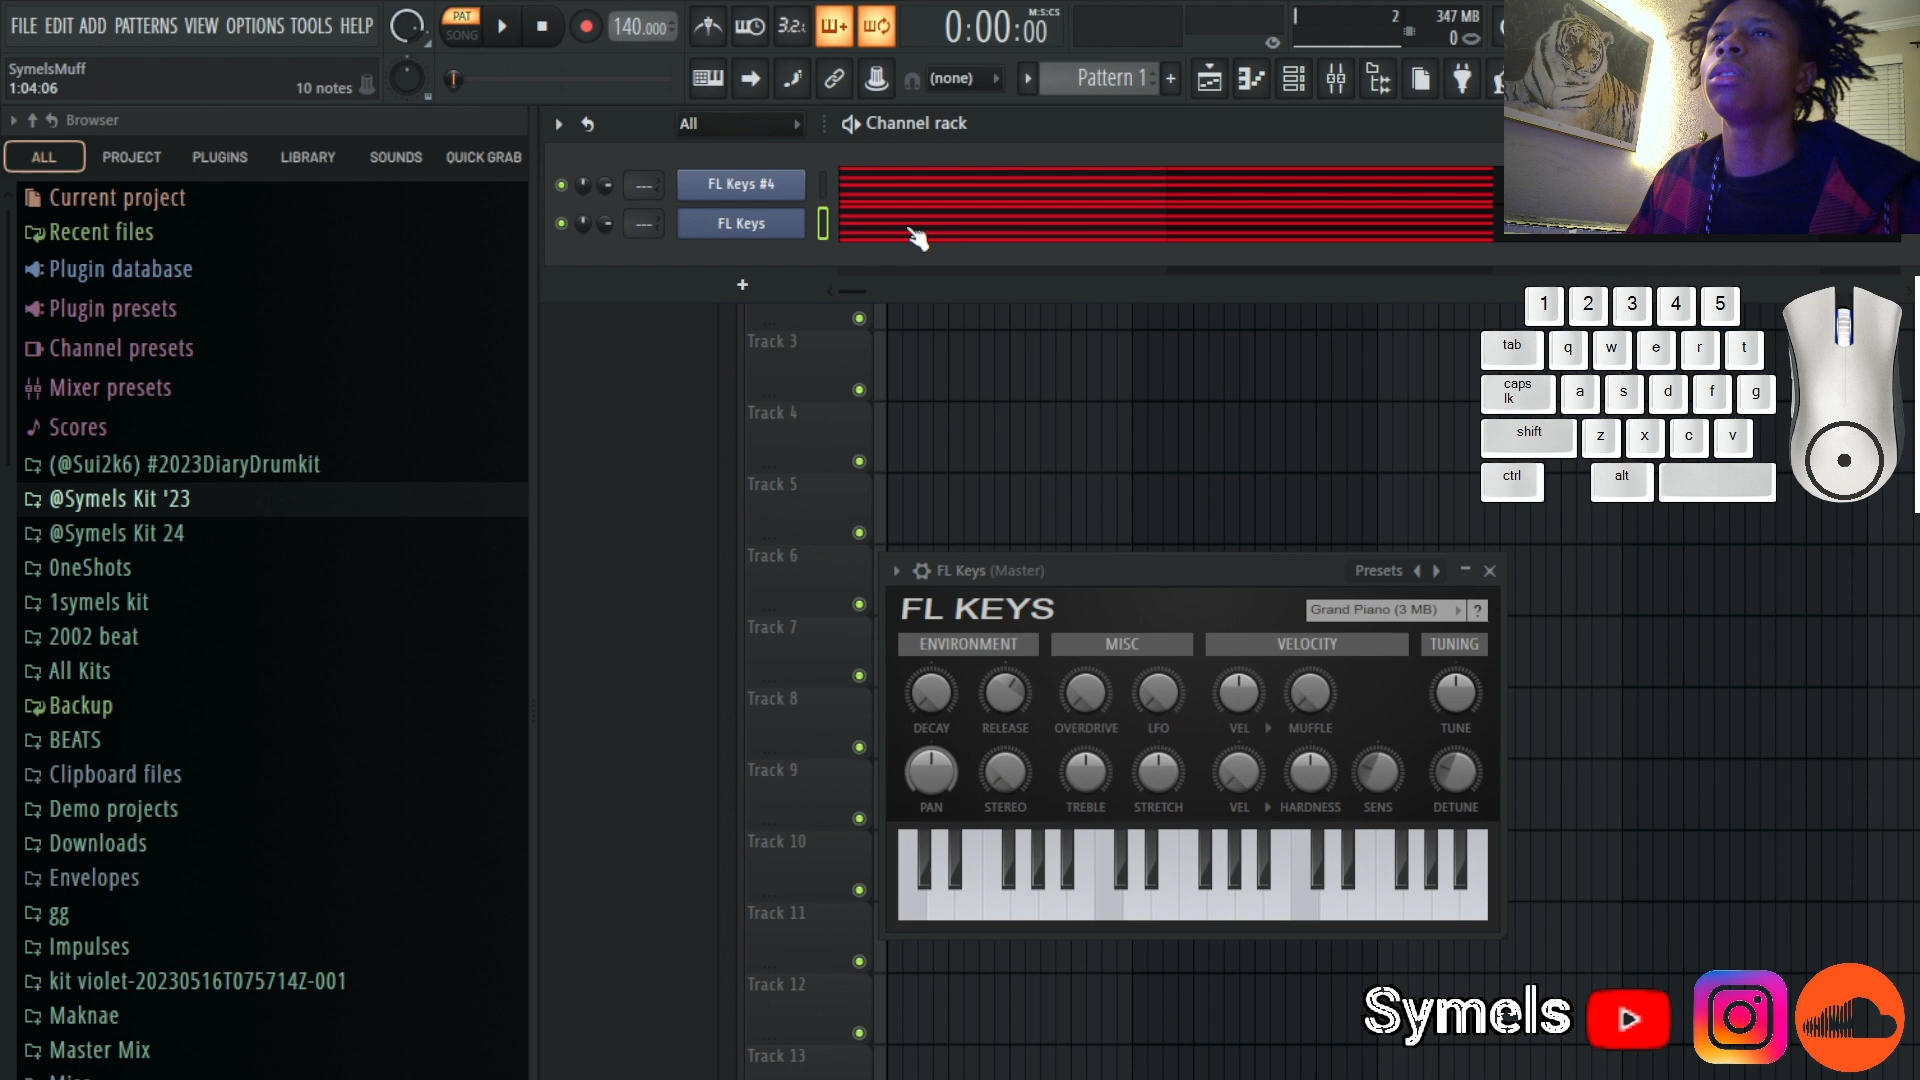 FILE EDIT ADD PATTERNS VIEW OPTIONS TOOLS HELP
PAT
SONG
140.000
3.2.
0:00:00
M:S:CS
2
347 MB
0
SymelsMuff
1:04:06
10 notes
(none)
Pattern 1
+
Browser
All
Channel rack
ALL
PROJECT
PLUGINS
LIBRARY
SOUNDS
QUICK GRAB
Current project
Recent files
Plugin database
Plugin presets
Channel presets
Mixer presets
Scores
(@Sui2k6) #2023DiaryDrumkit
@Symels Kit '23
@Symels Kit 24
0neShots
1symels kit
2002 beat
All Kits
Backup
BEATS
Clipboard files
Demo projects
Downloads
Envelopes
gg
Impulses
kit violet-20230516T075714Z-001
Maknae
Master Mix
--- FL Keys #4
--- FL Keys
+
Track 3
Track 4
Track 5
Track 6
Track 7
Track 8
Track 9
Track 10
Track 11
Track 12
Track 13
FL Keys (Master)
Presets
FL KEYS
Grand Piano (3 MB)
?
ENVIRONMENT
MISC
VELOCITY
TUNING
DECAY
RELEASE
OVERDRIVE
LFO
VEL
MUFFLE
TUNE
PAN
STEREO
TREBLE
STRETCH
VEL
HARDNESS
SENS
DETUNE
1 2 3 4 5
tab q w e r t
caps lk a s d f g
shift z x c v
ctrl alt
Symels